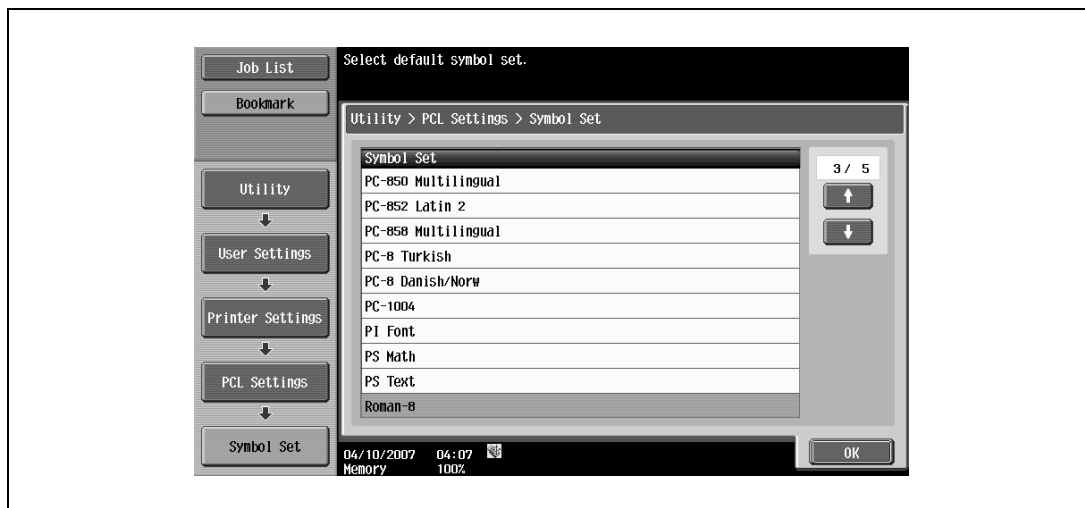 Job List
Bookmark
Utility
User Settings
Printer Settings
PCL Settings
Symbol Set
Select default symbol set.
Utility > PCL Settings > Symbol Set
Symbol Set
PC-850 Multilingual
PC-852 Latin 2
PC-858 Multilingual
PC-8 Turkish
PC-8 Danish/Norw
PC-1004
PI Font
PS Math
PS Text
Roman-8
3/ 5
04/10/2007 04:07
Memory 100%
OK